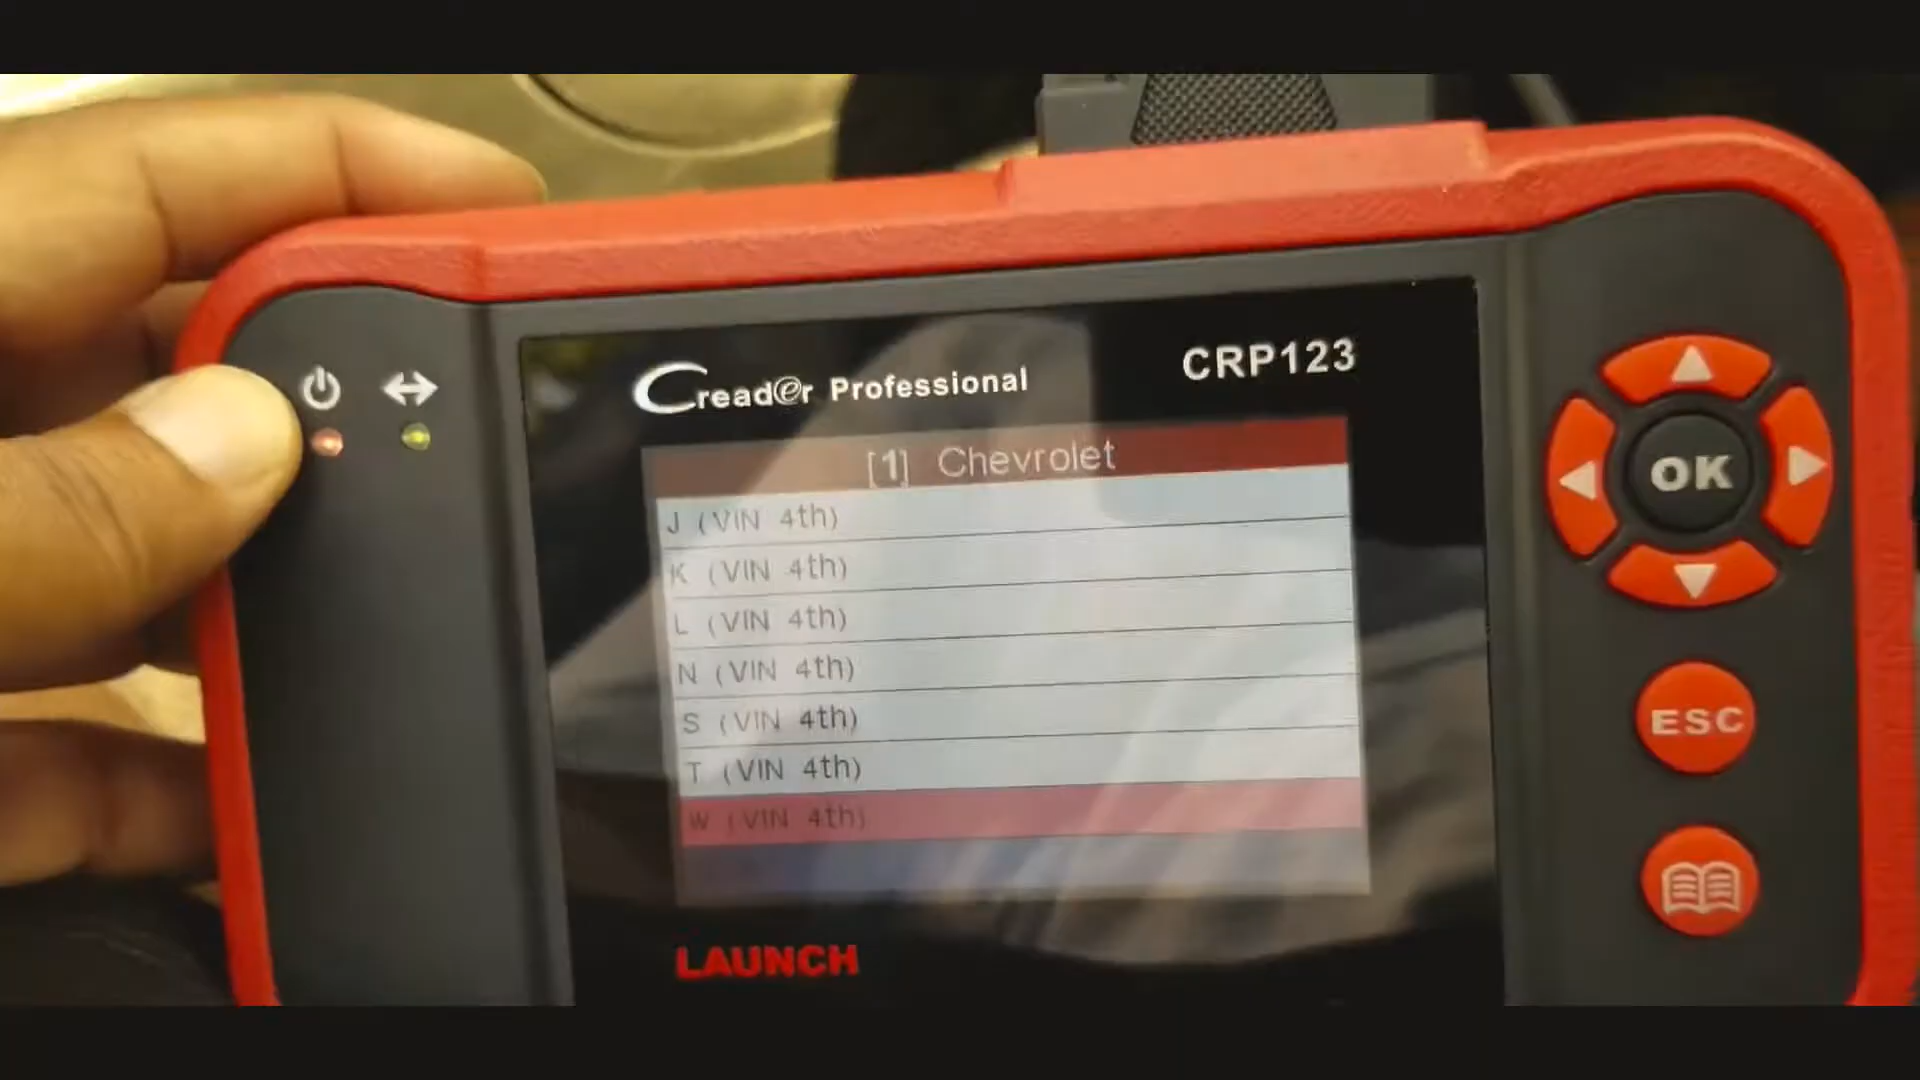 Creader Professional
CRP123
[1] Chevrolet
J (VIN 4th)
K (VIN 4th)
L (VIN 4th)
N (VIN 4th)
S (VIN 4th)
T (VIN 4th)
W (VIN 4th)
LAUNCH
OK
ESC